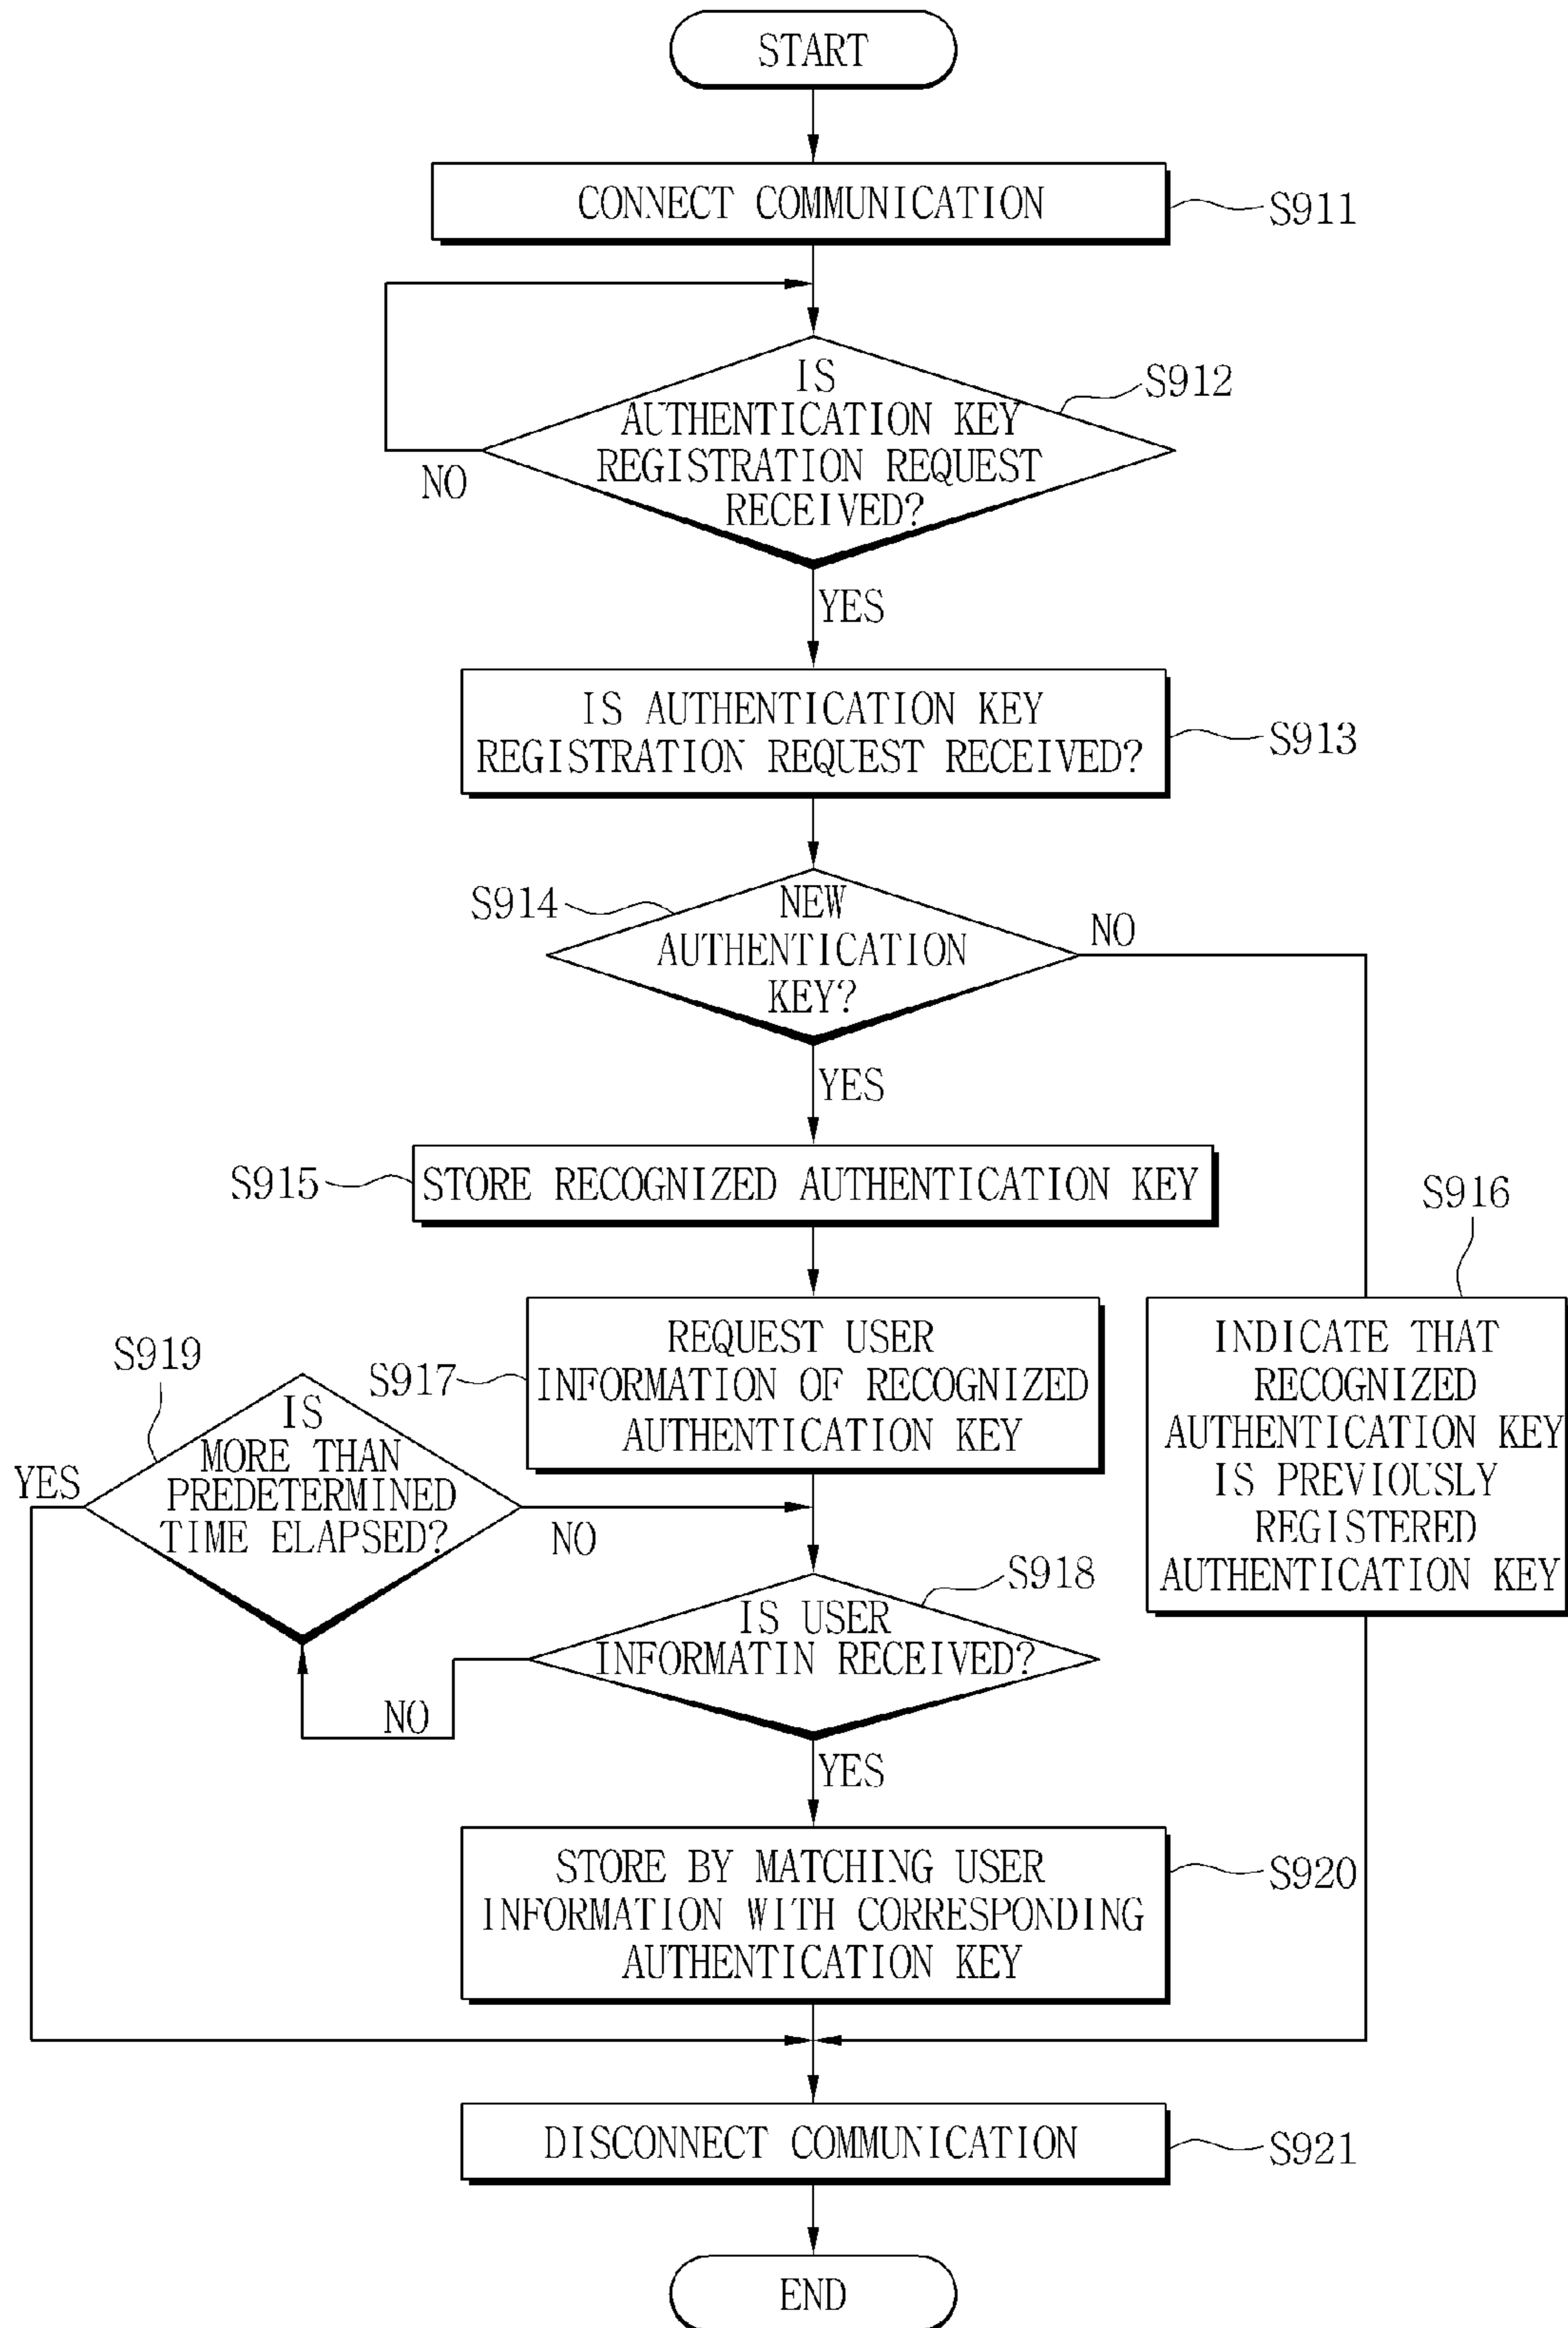 START
CONNECT COMMUNICATION
S911
IS
AUTHENTICATION KEY
REGISTRATION REQUEST
RECEIVED?
S912
NO
YES
IS AUTHENTICATION KEY
REGISTRATION REQUEST RECEIVED?
S913
S914
NEW
AUTHENTICATION
KEY?
NO
YES
S915
STORE RECOGNIZED AUTHENTICATION KEY
S916
INDICATE THAT
RECOGNIZED
AUTHENTICATION KEY
IS PREVIOUSLY
REGISTERED
AUTHENTICATION KEY
S917
REQUEST USER
INFORMATION OF RECOGNIZED
AUTHENTICATION KEY
S919
IS
MORE THAN
PREDETERMINED
TIME ELAPSED?
YES
NO
S918
IS USER
INFORMATIN RECEIVED?
NO
YES
STORE BY MATCHING USER
INFORMATION WITH CORRESPONDING
AUTHENTICATION KEY
S920
DISCONNECT COMMUNICATION
S921
END